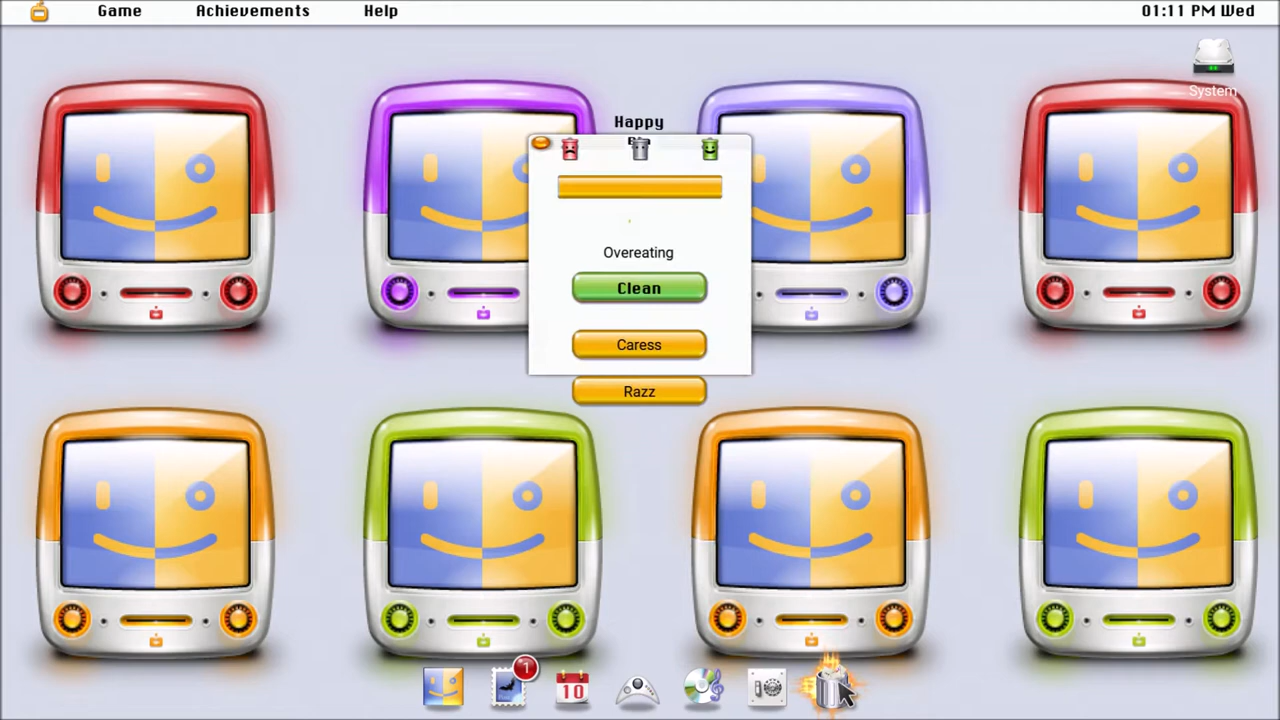 Game Achievements Help 01:11 PM Wed
System
Happy
Overeating
Clean
Caress
Razz
1
10